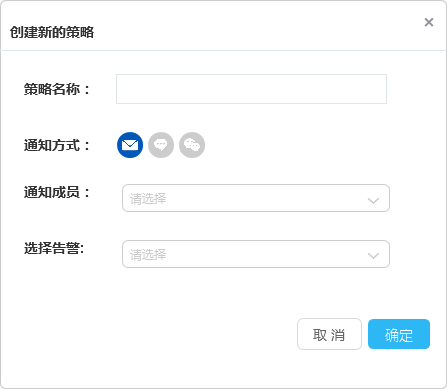 创建新的策略 ×
策略名称：
通知方式：
通知成员： 请选择
选择告警: 请选择
取 消 确定